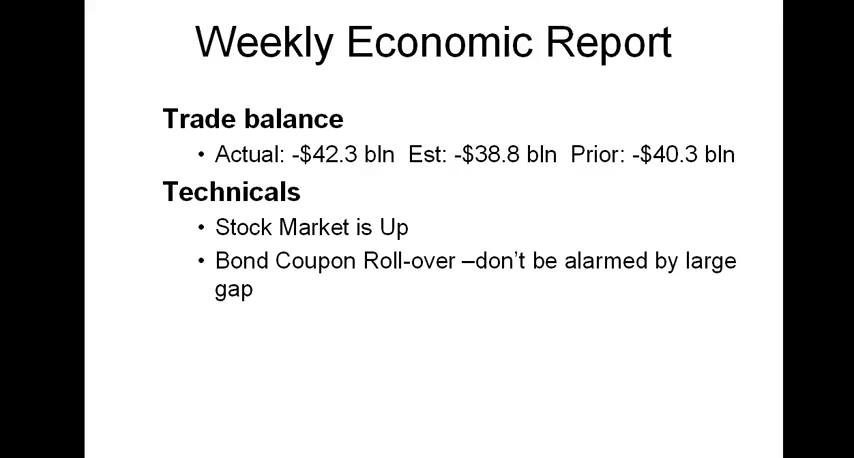 Weekly Economic Report
Trade balance
• Actual: -$42.3 bln  Est: -$38.8 bln  Prior: -$40.3 bln
Technicals
• Stock Market is Up
• Bond Coupon Roll-over –don’t be alarmed by large
gap